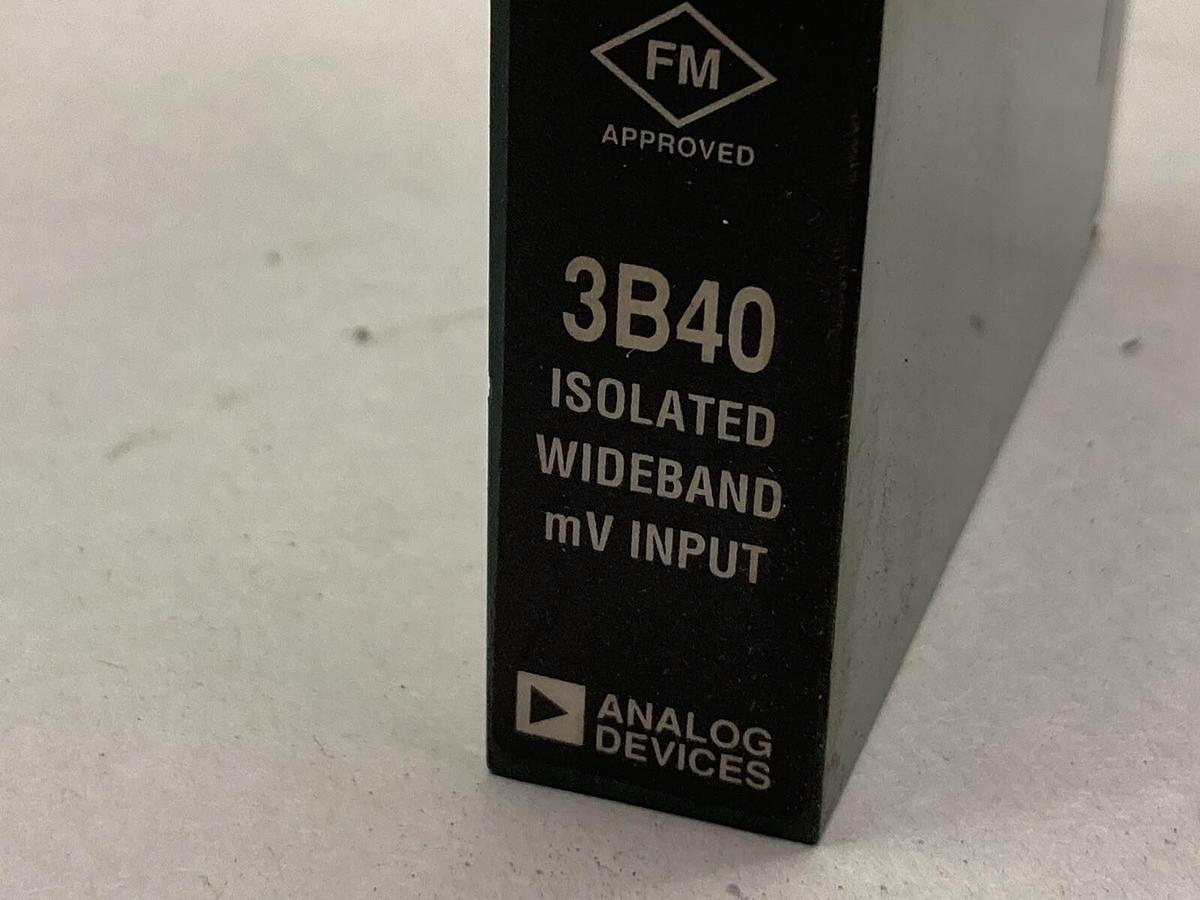 FM
APPROVED
3B40
ISOLATED
WIDEBAND
mV INPUT
ANALOG
DEVICES